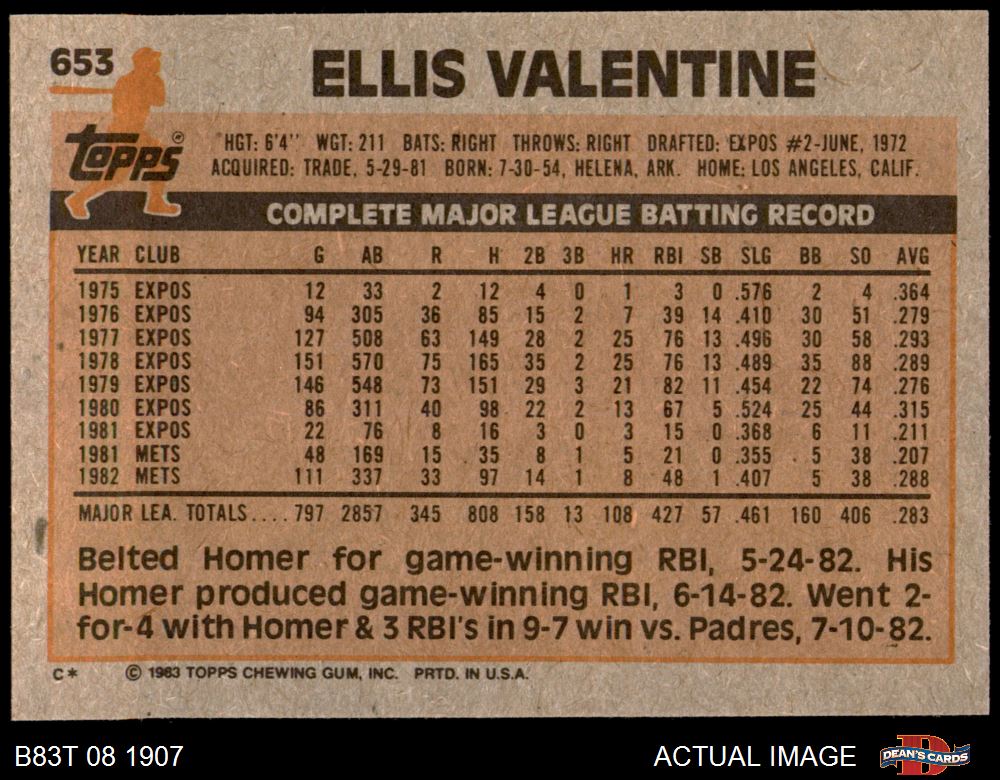 653
ELLIS VALENTINE
topps®
HGT: 6'4'' WGT: 211 BATS: RIGHT THROWS: RIGHT DRAFTED: EXPOS #2-JUNE, 1972
ACQUIRED: TRADE, 5-29-81 BORN: 7-30-54, HELENA, ARK. HOME: LOS ANGELES, CALIF.
COMPLETE MAJOR LEAGUE BATTING RECORD
YEAR CLUB G AB R H 2B 3B HR RBI SB SLG BB SO AVG
1975 EXPOS 12 33 2 12 4 0 1 3 0 .576 2 4 .364
1976 EXPOS 94 305 36 85 15 2 7 39 14 .410 30 51 .279
1977 EXPOS 127 508 63 149 28 2 25 76 13 .496 30 58 .293
1978 EXPOS 151 570 75 165 35 2 25 76 13 .489 35 88 .289
1979 EXPOS 146 548 73 151 29 3 21 82 11 .454 22 74 .276
1980 EXPOS 86 311 40 98 22 2 13 67 5 .524 25 44 .315
1981 EXPOS 22 76 8 16 3 0 3 15 0 .368 6 11 .211
1981 METS 48 169 15 35 8 1 5 21 0 .355 5 38 .207
1982 METS 111 337 33 97 14 1 8 48 1 .407 5 38 .288
MAJOR LEA. TOTALS.... 797 2857 345 808 158 13 108 427 57 .461 160 406 .283
Belted Homer for game-winning RBI, 5-24-82. His
Homer produced game-winning RBI, 6-14-82. Went 2-
for-4 with Homer & 3 RBI's in 9-7 win vs. Padres, 7-10-82.
C* © 1983 TOPPS CHEWING GUM, INC. PRTD. IN U.S.A.
B83T 08 1907 ACTUAL IMAGE DEAN'S CARDS